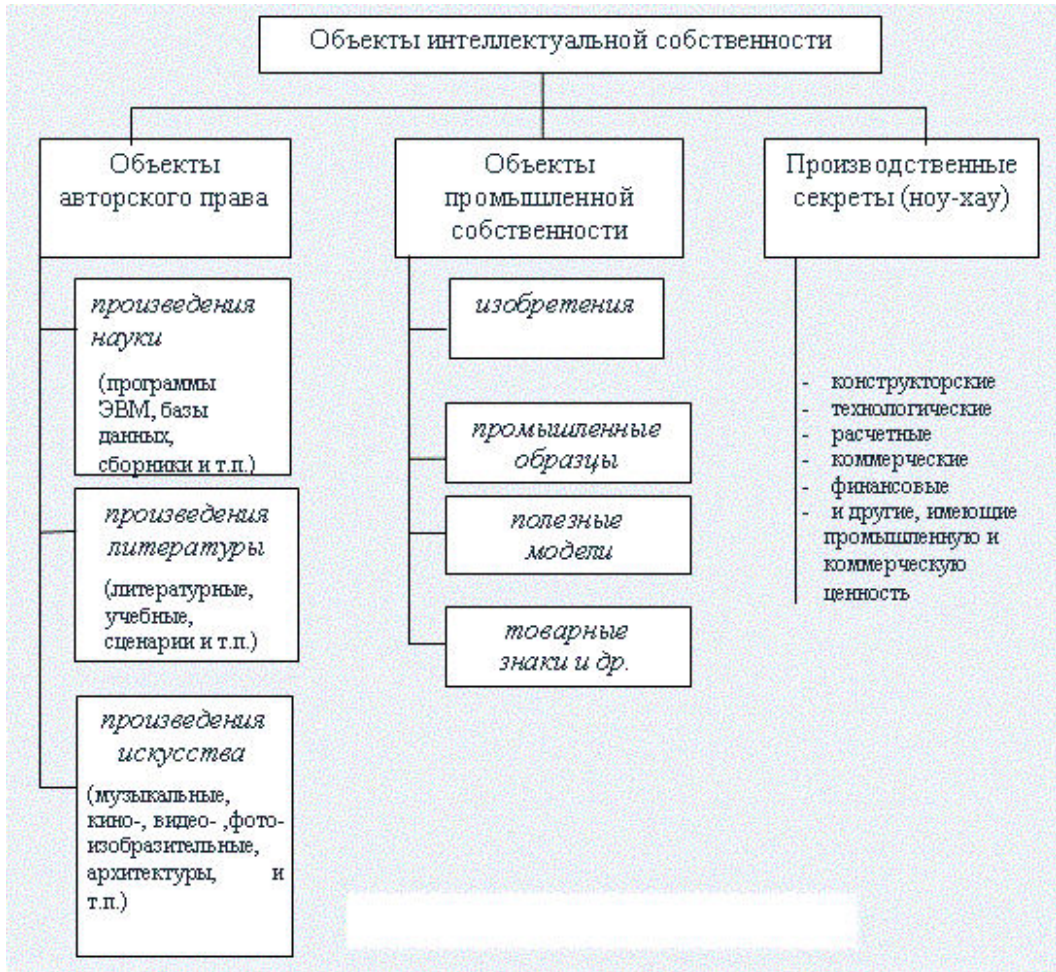 Объекты интеллектуальной собственности
Объекты
авторского права
произведения
науки
(программы
ЭВМ, базы
данных,
сборники и т.п.)
произведения
литературы
(литературные,
учебные,
сценарии и т.п.)
произведения
искусства
(музыкальные,
кино-, видео- ,фото-
изобразительные,
архитектуры, и
т.п.)
Объекты
промышленной
собственности
изобретения
промышленные
образцы
полезные
модели
товарные
знаки и др.
Производственные
секреты (ноу-хау)
- конструкторские
- технологические
- расчетные
- коммерческие
- финансовые
- и другие, имеющие
промышленную и
коммерческую
ценность